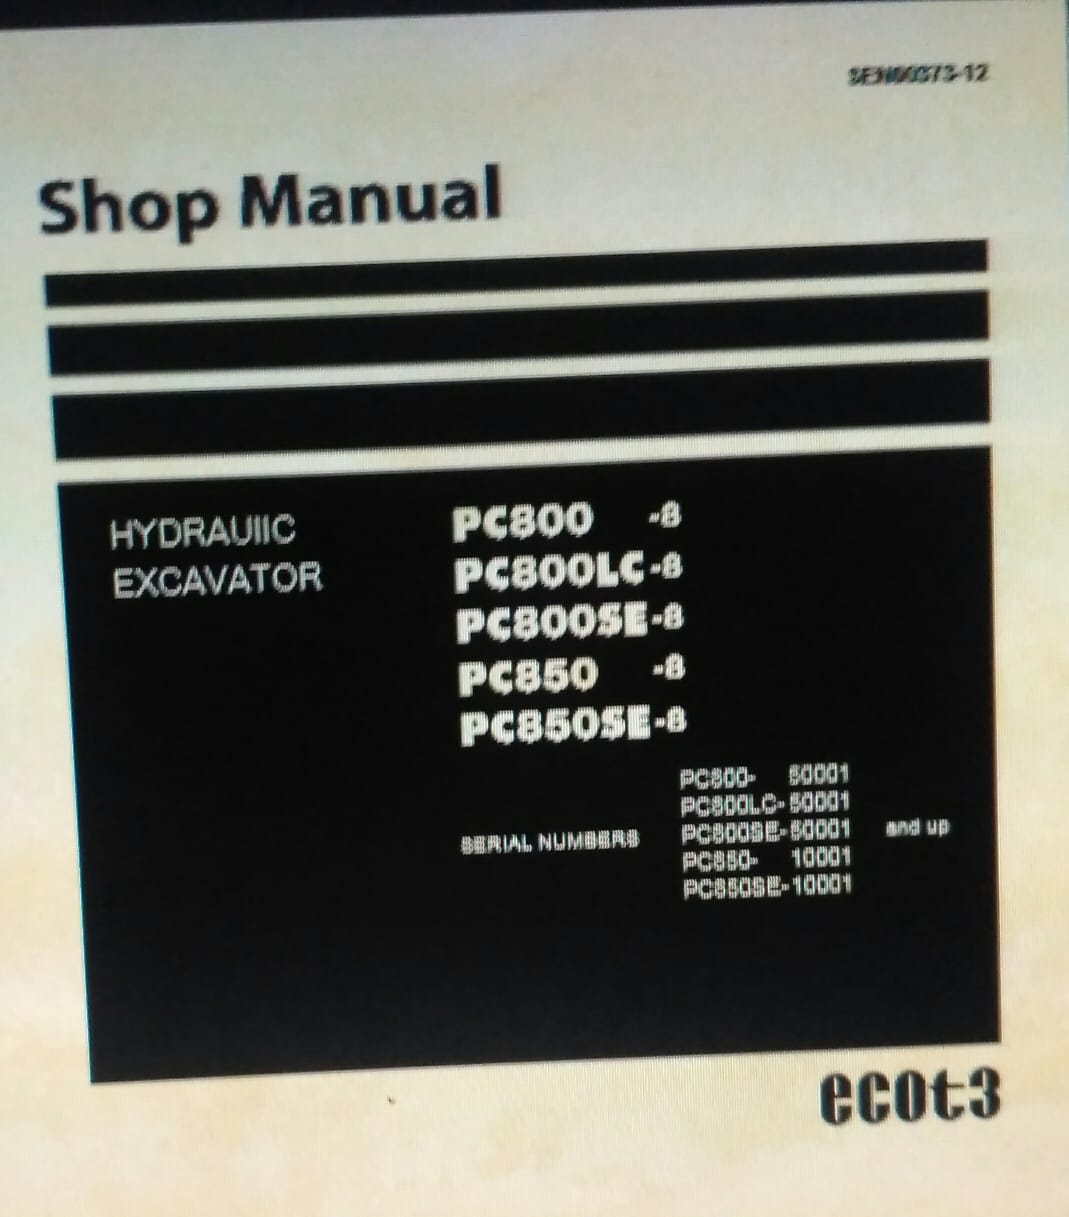 SEN00373-12
Shop Manual
HYDRAUIIC
EXCAVATOR
PC800 -8
PC800LC-8
PC800SE-8
PC850 -8
PC850SE-8
SERIAL NUMBERS
PC800- 50001
PC800LC-50001
PC800SE-50001
PC850- 10001
PC850SE-10001
and up
ecot3